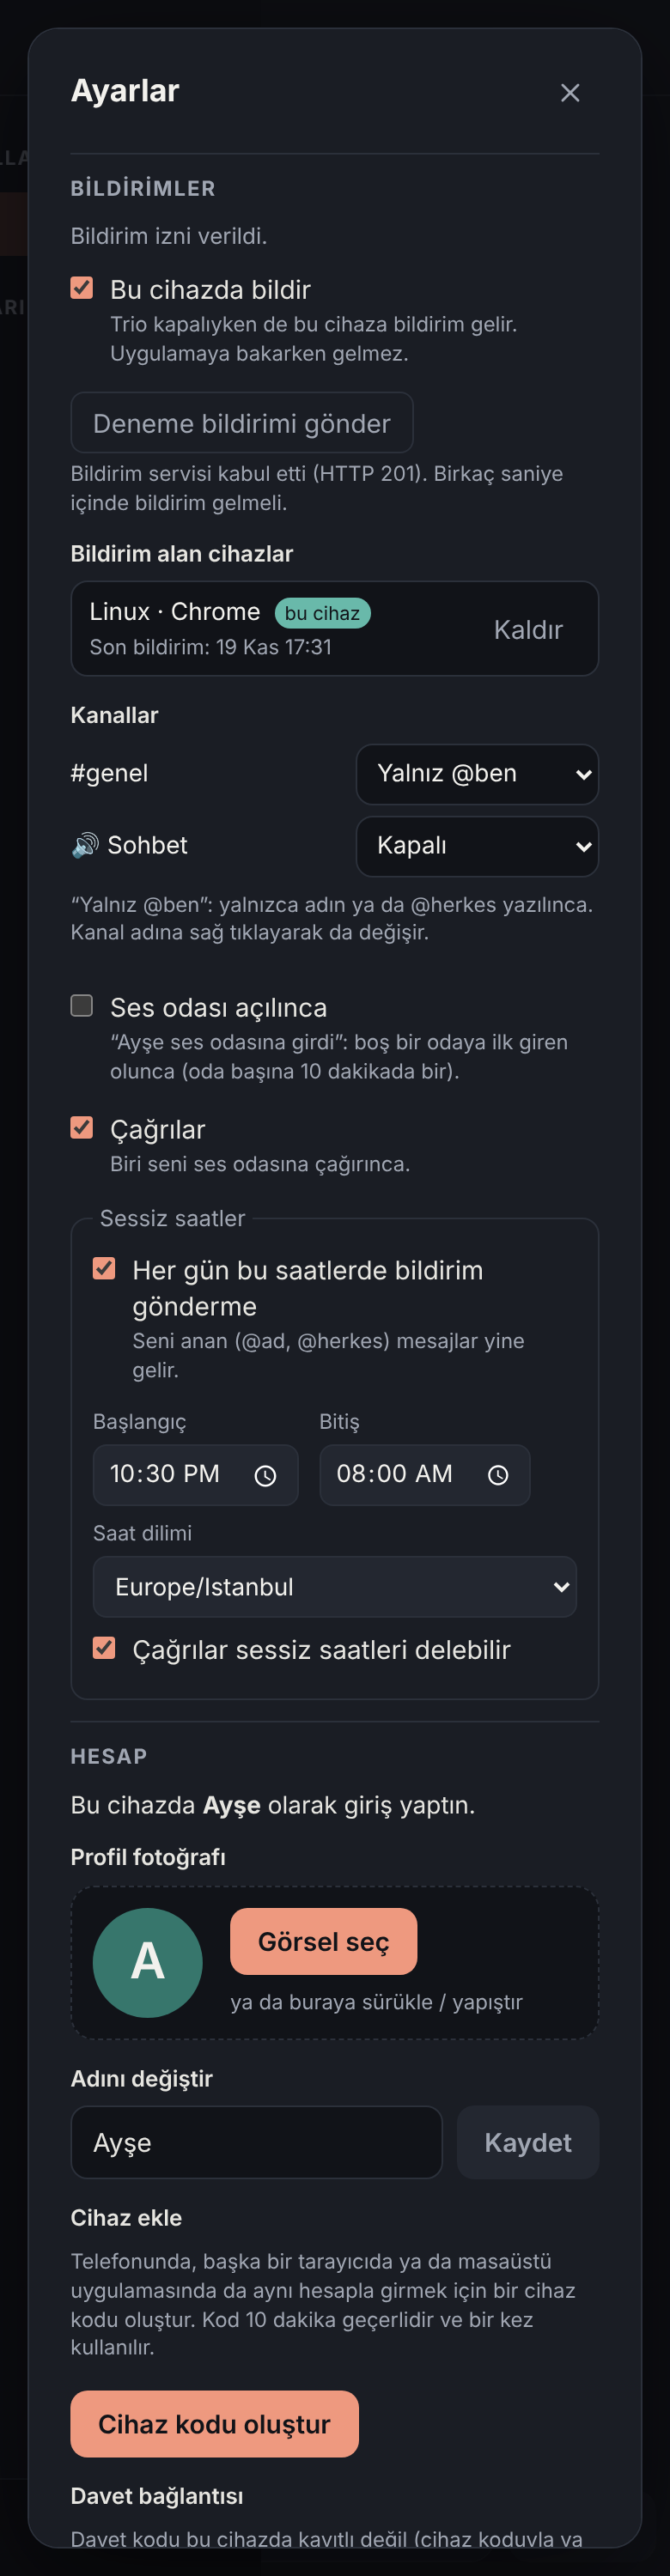 Ayarlar
BİLDİRİMLER
Bildirim izni verildi.
Bu cihazda bildir
Trio kapalıyken de bu cihaza bildirim gelir.
Uygulamaya bakarken gelmez.
Deneme bildirimi gönder
Bildirim servisi kabul etti (HTTP 201). Birkaç saniye
içinde bildirim gelmeli.
Bildirim alan cihazlar
Linux · Chrome bu cihaz
Son bildirim: 19 Kas 17:31
Kaldır
Kanallar
#genel
Yalnız @ben
🔊 Sohbet
Kapalı
“Yalnız @ben”: yalnızca adın ya da @herkes yazılınca.
Kanal adına sağ tıklayarak da değişir.
Ses odası açılınca
“Ayşe ses odasına girdi”: boş bir odaya ilk giren
olunca (oda başına 10 dakikada bir).
Çağrılar
Biri seni ses odasına çağırınca.
Sessiz saatler
Her gün bu saatlerde bildirim
gönderme
Seni anan (@ad, @herkes) mesajlar yine
gelir.
Başlangıç
Bitiş
10:30 PM
08:00 AM
Saat dilimi
Europe/Istanbul
Çağrılar sessiz saatleri delebilir
HESAP
Bu cihazda Ayşe olarak giriş yaptın.
Profil fotoğrafı
A
Görsel seç
ya da buraya sürükle / yapıştır
Adını değiştir
Ayşe
Kaydet
Cihaz ekle
Telefonunda, başka bir tarayıcıda ya da masaüstü
uygulamasında da aynı hesapla girmek için bir cihaz
kodu oluştur. Kod 10 dakika geçerlidir ve bir kez
kullanılır.
Cihaz kodu oluştur
Davet bağlantısı
Davet kodu bu cihazda kayıtlı değil (cihaz koduyla ya